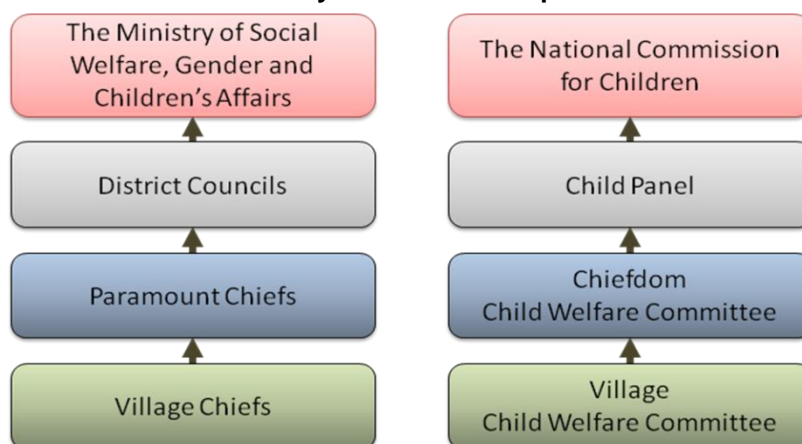 The Ministry of Social
Welfare, Gender and
Children's Affairs
District Councils
Paramount Chiefs
Village Chiefs
The National Commission
for Children
Child Panel
Chiefdom
Child Welfare Committee
Village
Child Welfare Committee